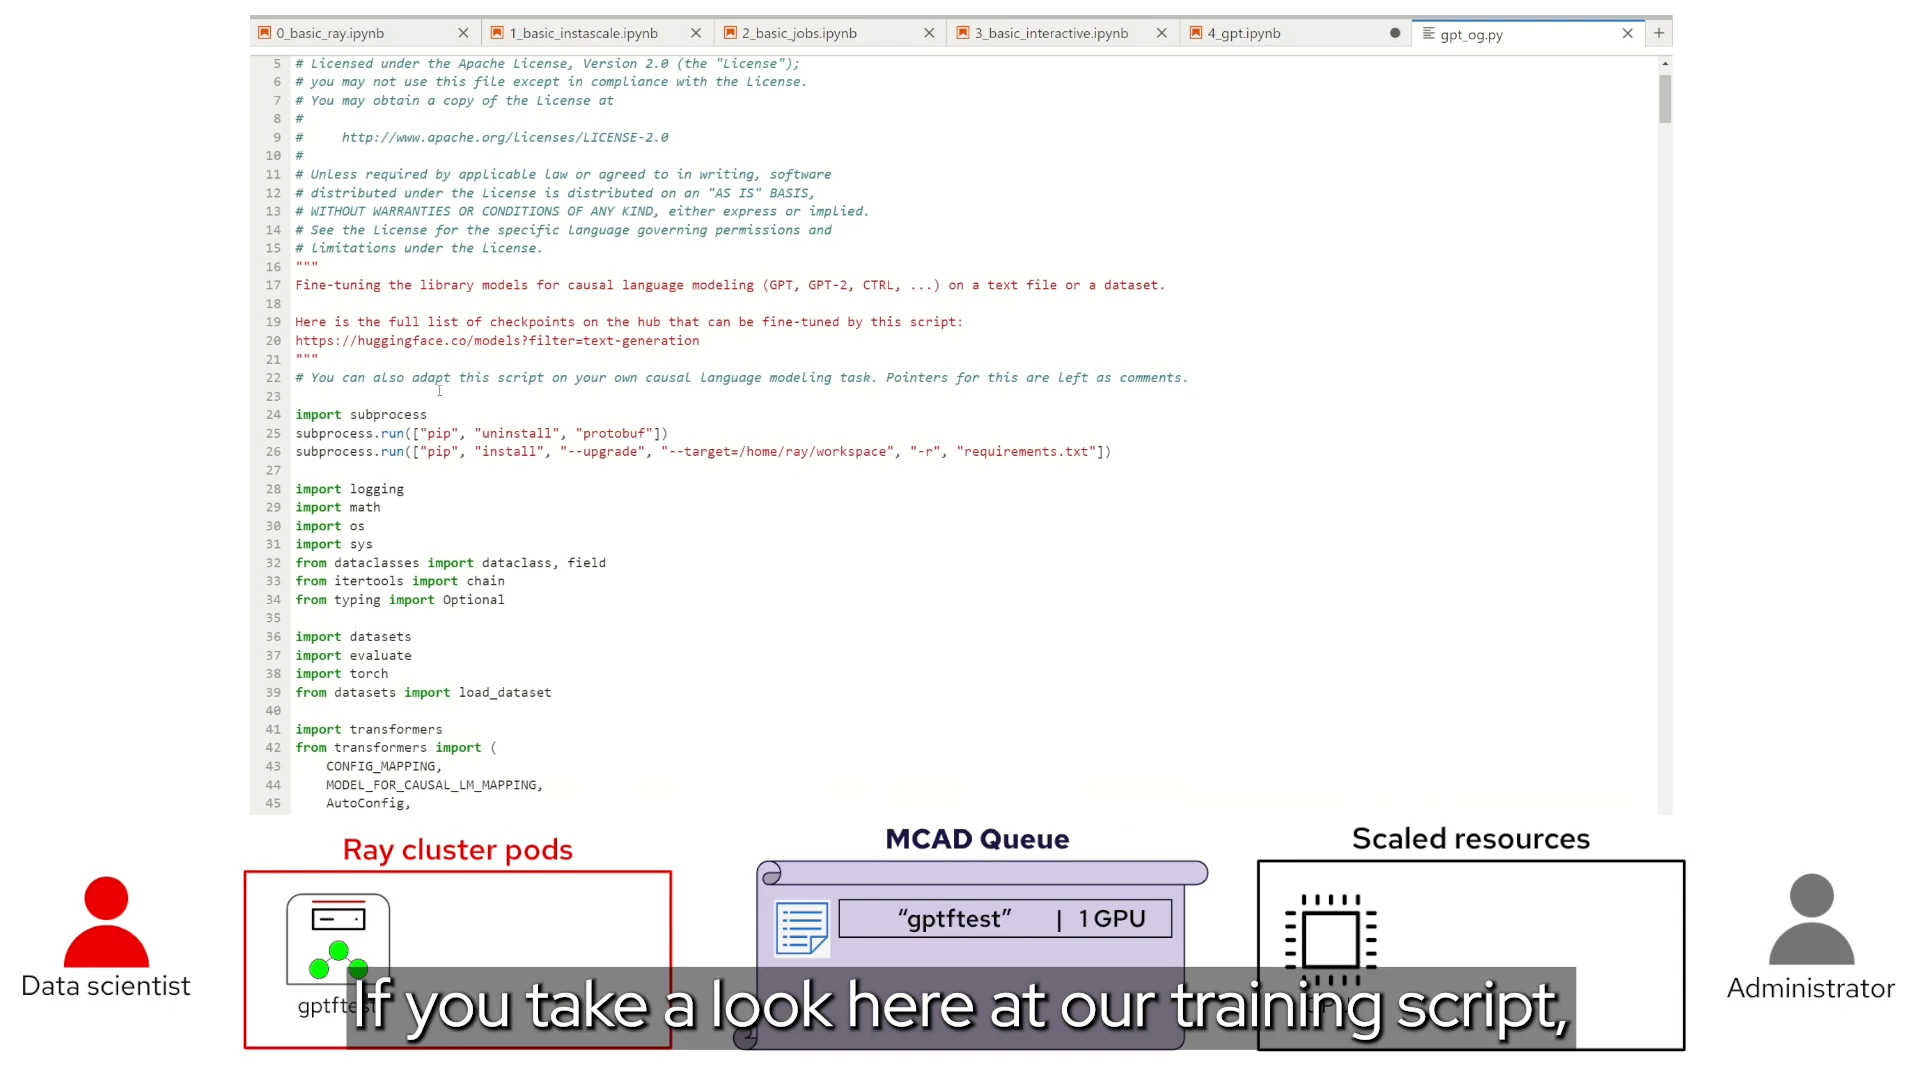 0_basic_ray.ipynb
1_basic_instascale.ipynb
2_basic_jobs.ipynb
3_basic_interactive.ipynb
4_gpt.ipynb
gpt_og.py
5 # Licensed under the Apache License, Version 2.0 (the "License");
6 # you may not use this file except in compliance with the License.
7 # You may obtain a copy of the License at
8 #
9 #     http://www.apache.org/licenses/LICENSE-2.0
10 #
11 # Unless required by applicable law or agreed to in writing, software
12 # distributed under the License is distributed on an "AS IS" BASIS,
13 # WITHOUT WARRANTIES OR CONDITIONS OF ANY KIND, either express or implied.
14 # See the License for the specific language governing permissions and
15 # limitations under the License.
16 """
17 Fine-tuning the library models for causal language modeling (GPT, GPT-2, CTRL, ...) on a text file or a dataset.
18
19 Here is the full list of checkpoints on the hub that can be fine-tuned by this script:
20 https://huggingface.co/models?filter=text-generation
21 """
22 # You can also adapt this script on your own causal language modeling task. Pointers for this are left as comments.
23
24 import subprocess
25 subprocess.run(["pip", "uninstall", "protobuf"])
26 subprocess.run(["pip", "install", "--upgrade", "--target=/home/ray/workspace", "-r", "requirements.txt"])
27
28 import logging
29 import math
30 import os
31 import sys
32 from dataclasses import dataclass, field
33 from itertools import chain
34 from typing import Optional
35
36 import datasets
37 import evaluate
38 import torch
39 from datasets import load_dataset
40
41 import transformers
42 from transformers import (
43     CONFIG_MAPPING,
44     MODEL_FOR_CAUSAL_LM_MAPPING,
45     AutoConfig,
Ray cluster pods
MCAD Queue
Scaled resources
"gptftest" | 1 GPU
Data scientist
Administrator
If you take a look here at our training script,